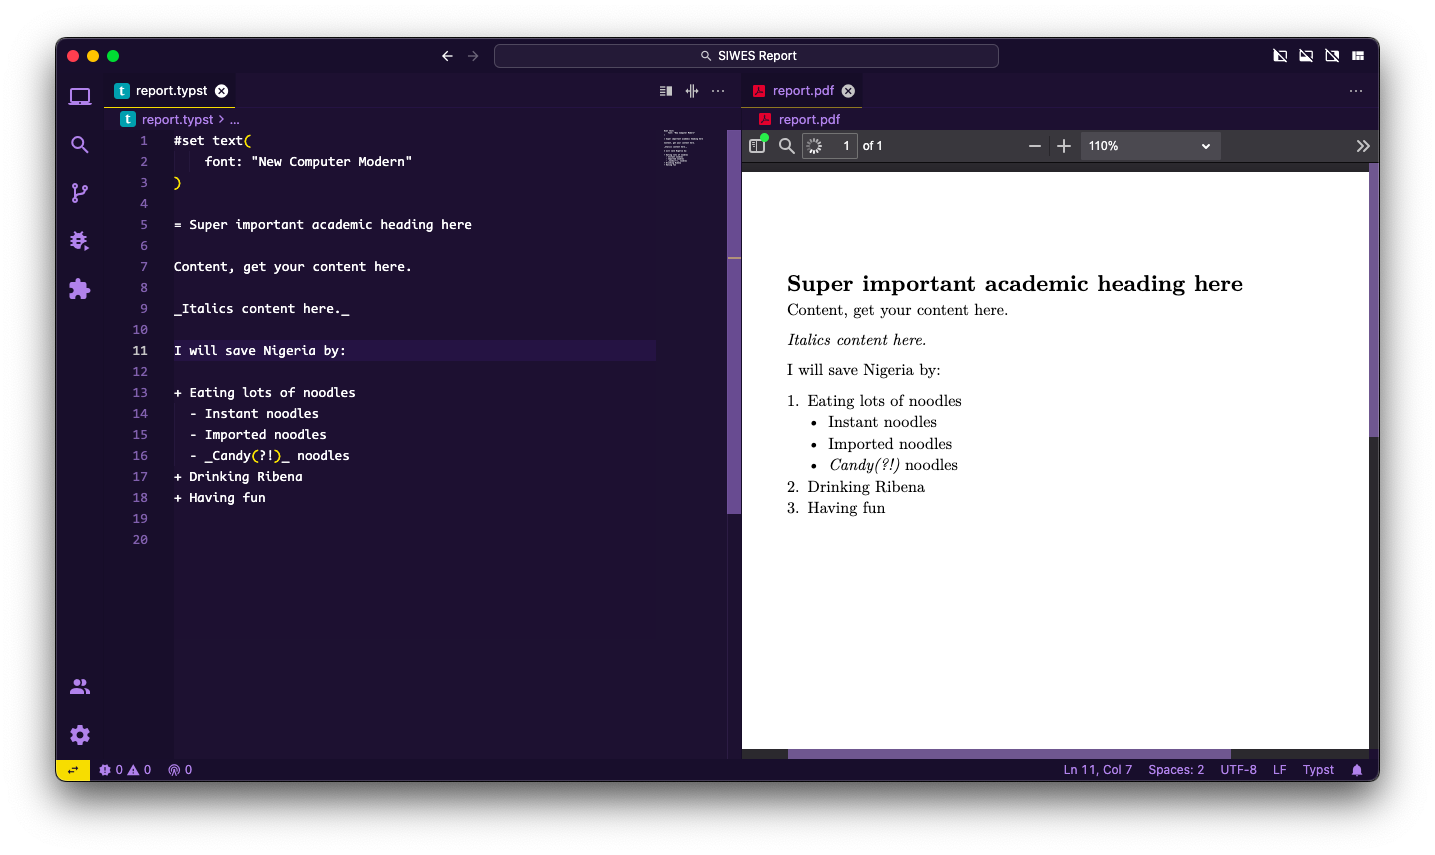 SIWES Report
report.typst
report.pdf
report.typst > ...
report.pdf
1 of 1
110%
1 #set text(
2 font: "New Computer Modern"
3 )
4
5 = Super important academic heading here
6
7 Content, get your content here.
8
9 _Italics content here._
10
11 I will save Nigeria by:
12
13 + Eating lots of noodles
14 - Instant noodles
15 - Imported noodles
16 - _Candy(?!)_ noodles
17 + Drinking Ribena
18 + Having fun
19
20
Super important academic heading here
Content, get your content here.
Italics content here.
I will save Nigeria by:
1. Eating lots of noodles
• Instant noodles
• Imported noodles
• Candy(?!) noodles
2. Drinking Ribena
3. Having fun
0 0 0 Ln 11, Col 7 Spaces: 2 UTF-8 LF Typst